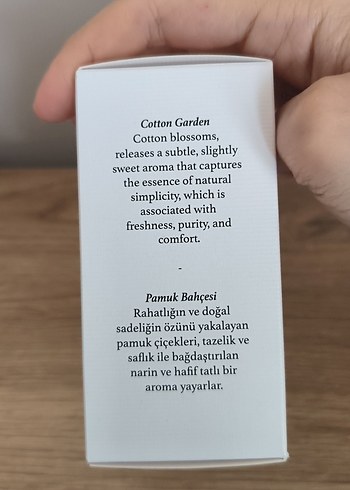 Cotton Garden
Cotton blossoms,
releases a subtle, slightly
sweet aroma that captures
the essence of natural
simplicity, which is
associated with
freshness, purity, and
comfort.
-
Pamuk Bahçesi
Rahatlığın ve doğal
sadeliğin özünü yakalayan
pamuk çiçekleri, tazelik ve
saflık ile bağdaştırılan
narin ve hafif tatlı bir
aroma yayarlar.